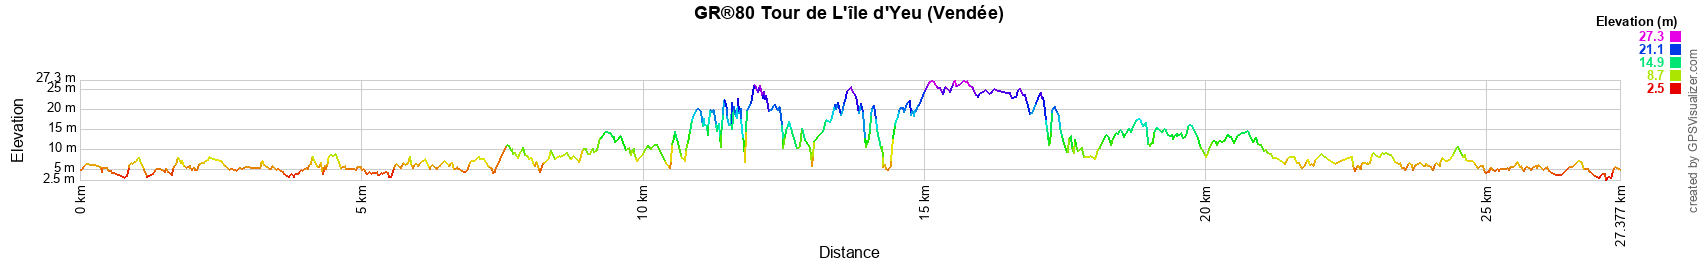 GR®80 Tour de L'île d'Yeu (Vendée)
Elevation (m)
27.3
21.1
14.9
8.7
2.5
27.3 m
25 m
20 m
15 m
10 m
5 m
2.5 m
Elevation
0 km
5 km
10 km
15 km
20 km
25 km
27.377 km
Distance
created by GPSVisualizer.com